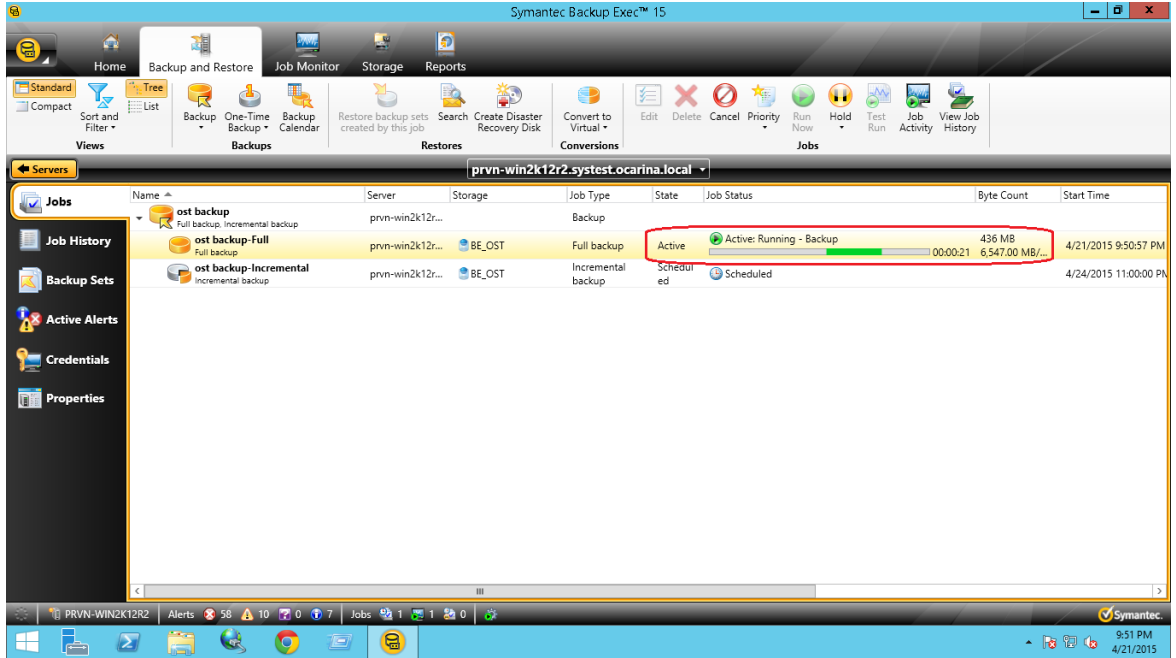 Symantec Backup Exec™ 15
Home Backup and Restore Job Monitor Storage Reports
Standard Compact Sort and Filter Tree List Views
Backup One-Time Backup Backup Calendar Backups
Restore backup sets created by this job Search Create Disaster Recovery Disk Restores
Convert to Virtual Conversions
Edit Delete Cancel Priority Run Now Hold Test Run Job Activity View Job History Jobs
Servers prvn-win2k12r2.systest.ocarina.local
Jobs
Job History
Backup Sets
Active Alerts
Credentials
Properties
Name Server Storage Job Type State Job Status Byte Count Start Time
ost backup prvn-win2k12r... Backup
Full backup, Incremental backup
ost backup-Full prvn-win2k12r... BE_OST Full backup Active Active: Running - Backup 436 MB 4/21/2015 9:50:57 PM
Full backup 00:00:21 6,547.00 MB/...
ost backup-Incremental prvn-win2k12r... BE_OST Incremental backup Scheduled Scheduled 4/24/2015 11:00:00 PM
Incremental backup
PRVN-WIN2K12R2 Alerts 58 10 0 7 Jobs 1 1 0 Symantec.
9:51 PM
4/21/2015